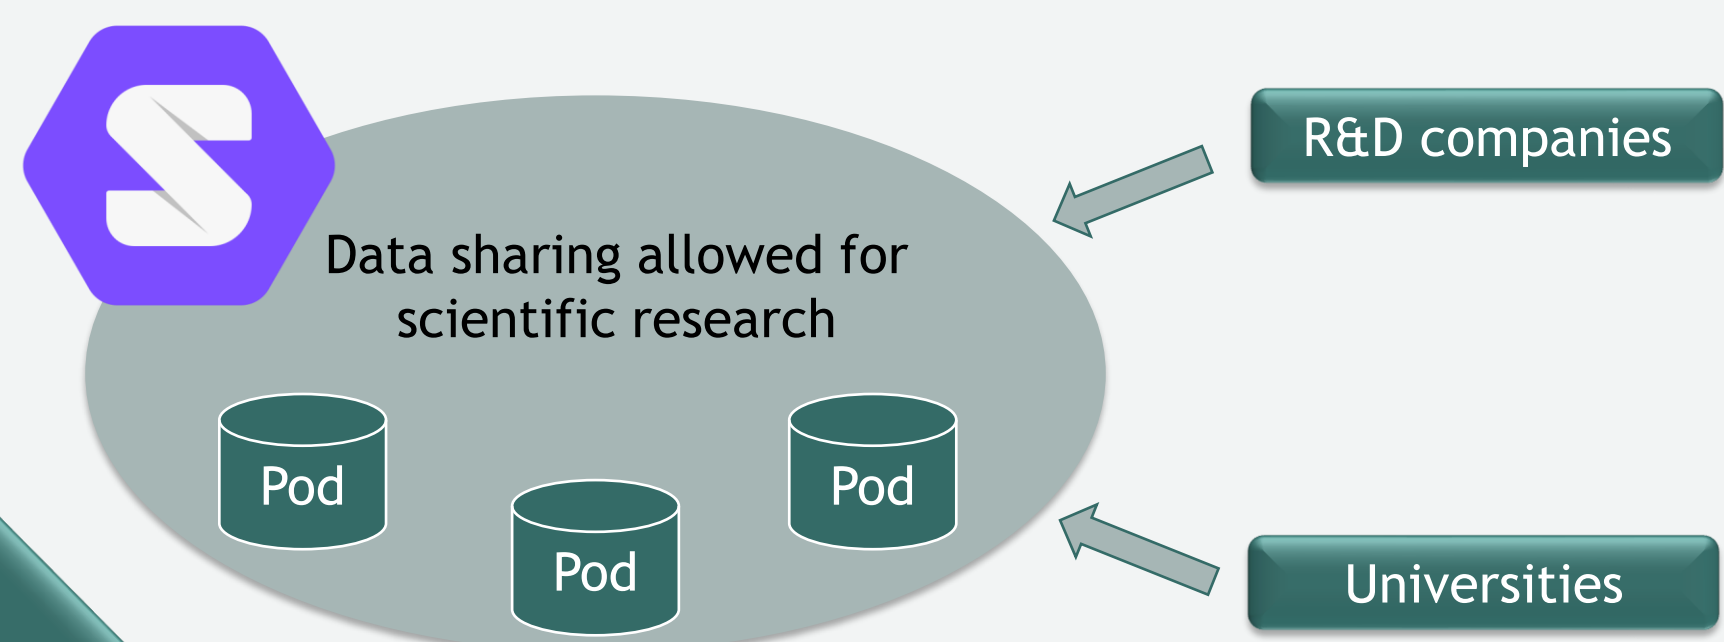 R&D companies
Data sharing allowed for
scientific research
Pod
Pod
Pod
Universities